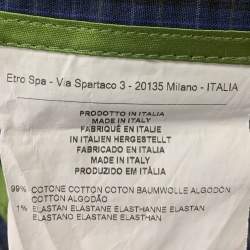 Etro Spa - Via Spartaco 3 - 20135 Milano - ITALIA
PRODOTTO IN ITALIA
MADE IN ITALY
FABRIQUÉ EN ITALIE
IN ITALIEN HERGESTELLT
FABRICADO EN ITALIA
MADE IN ITALY
PRODUZIDO EM ITÁLIA
99% COTONE COTTON COTON BAUMWOLLE ALGODÓN
COTTON ALGODÃO
1% ELASTAN ELASTANE ELASTHANNE ELASTAN
ELASTANO ELASTANE ELASTHAN